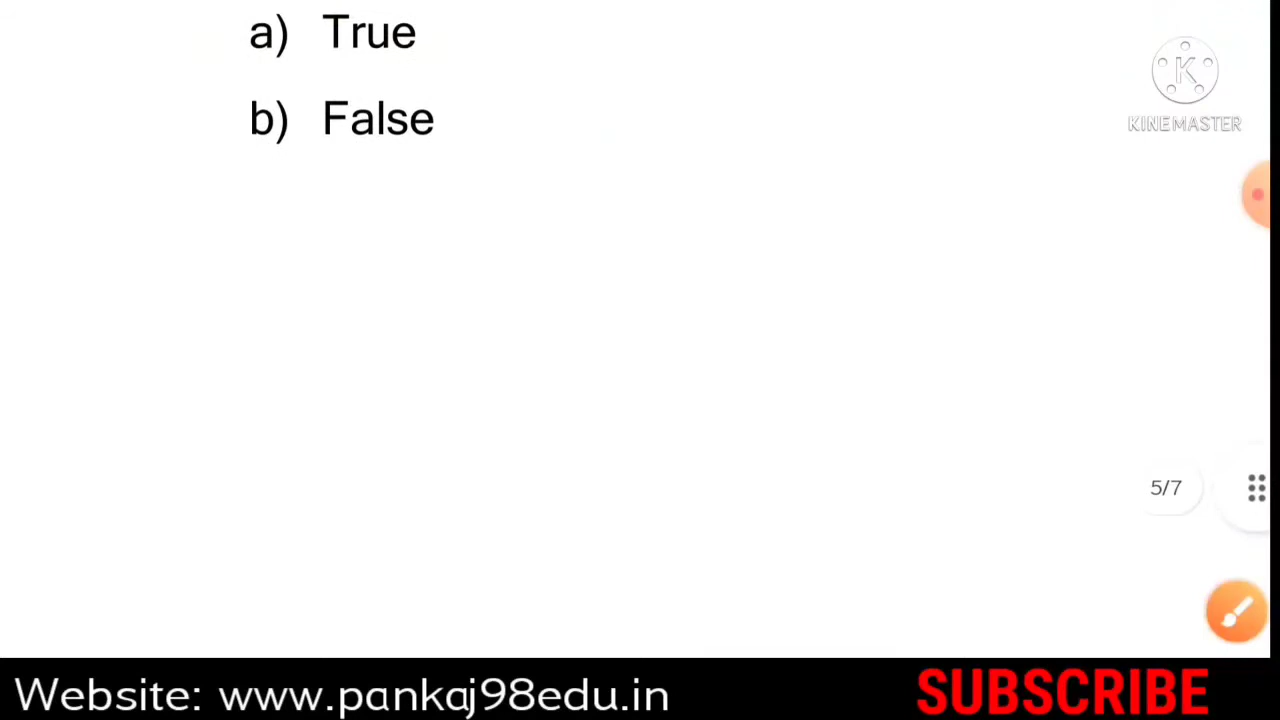 a) True
b) False
KINEMASTER
5/7
Website: www.pankaj98edu.in
SUBSCRIBE